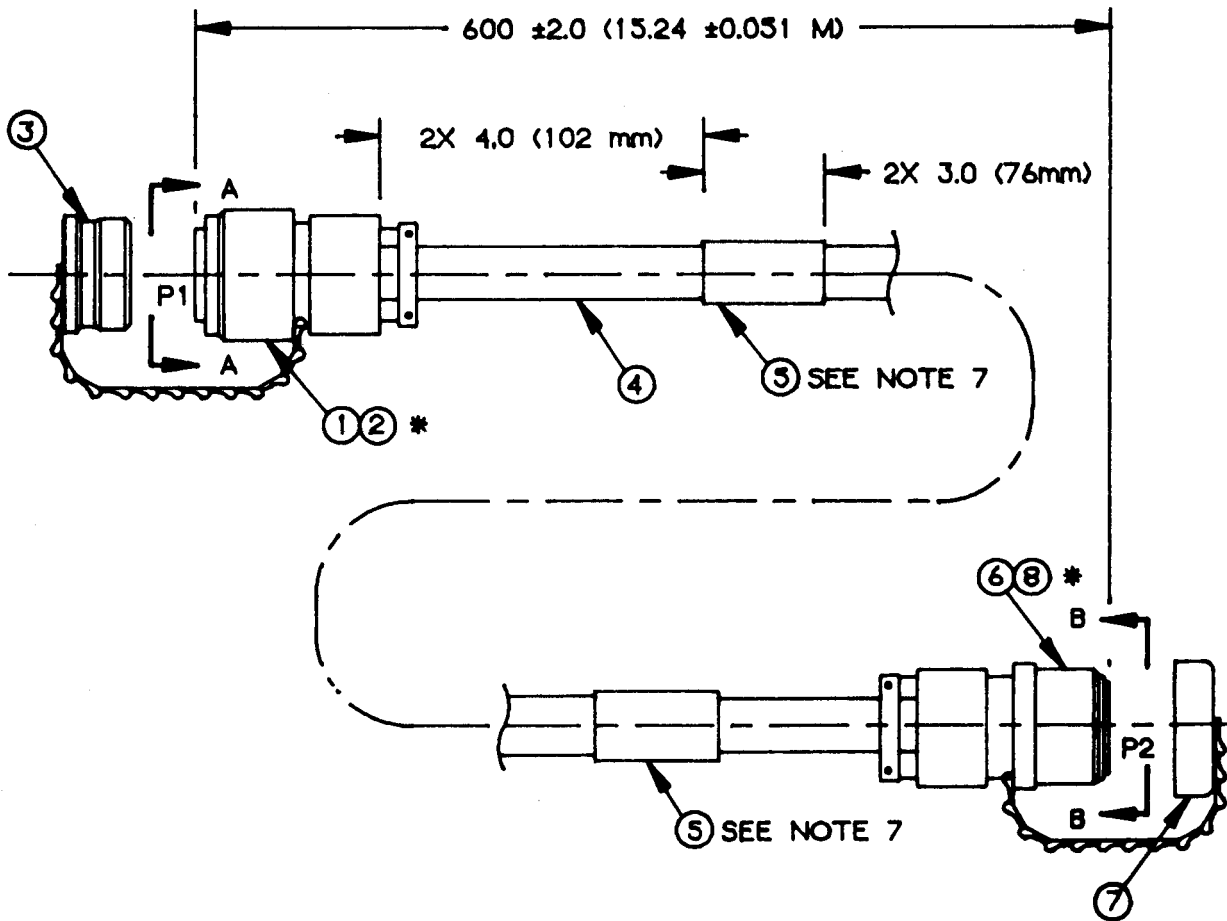 600 ±2.0 (15.24 ±0.051 M)
3
2X 4.0 (102 mm)
2X 3.0 (76mm)
A
P1
A
4
5 SEE NOTE 7
1 2 *
6 8 *
B
P2
B
5 SEE NOTE 7
7